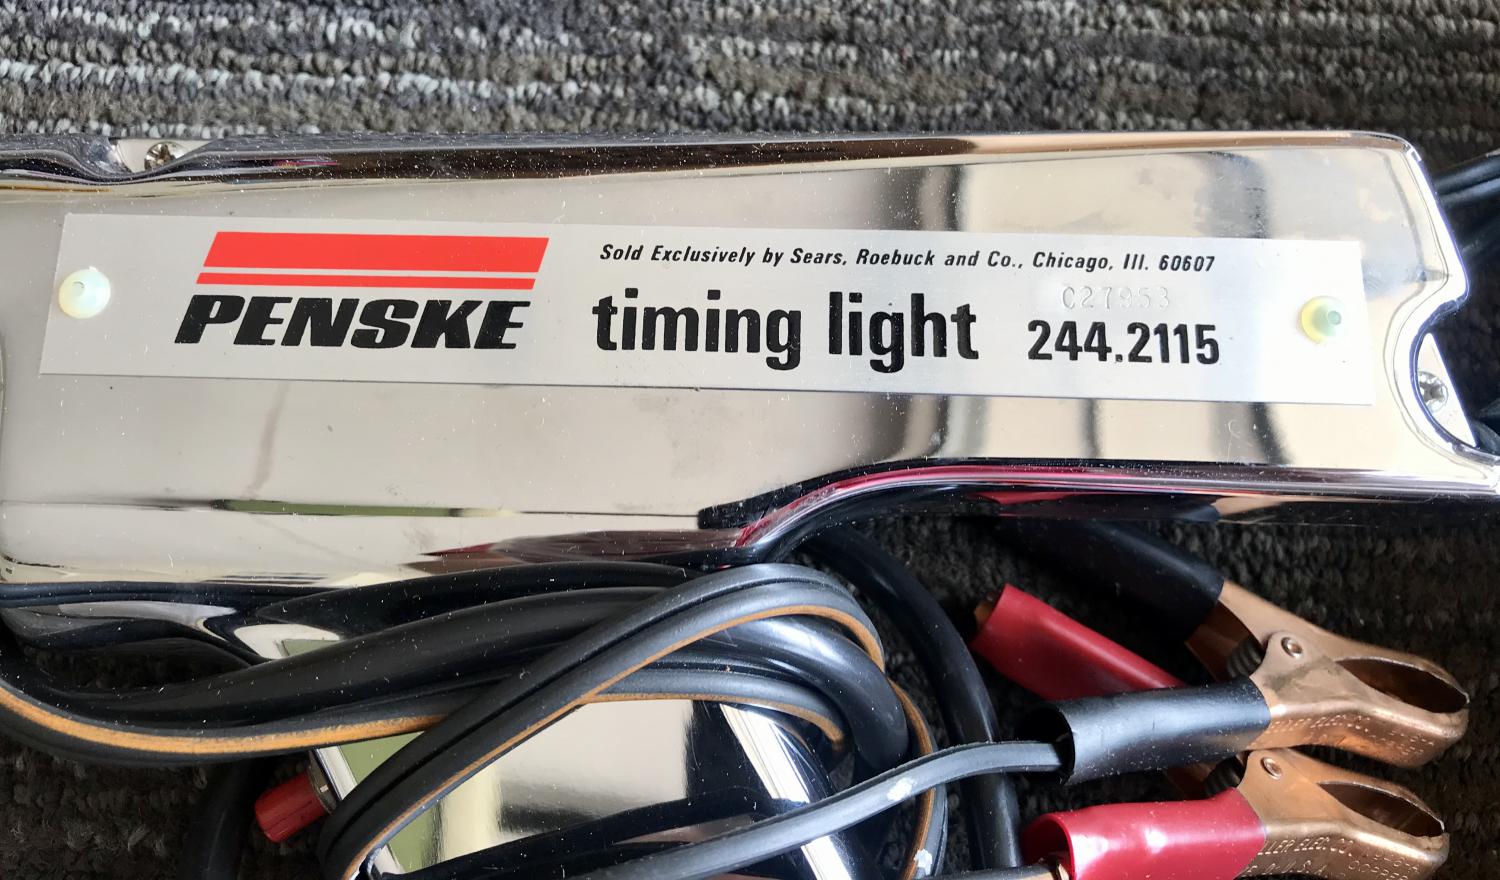 Sold Exclusively by Sears, Roebuck and Co., Chicago, Ill. 60607
C27953
PENSKE timing light 244.2115